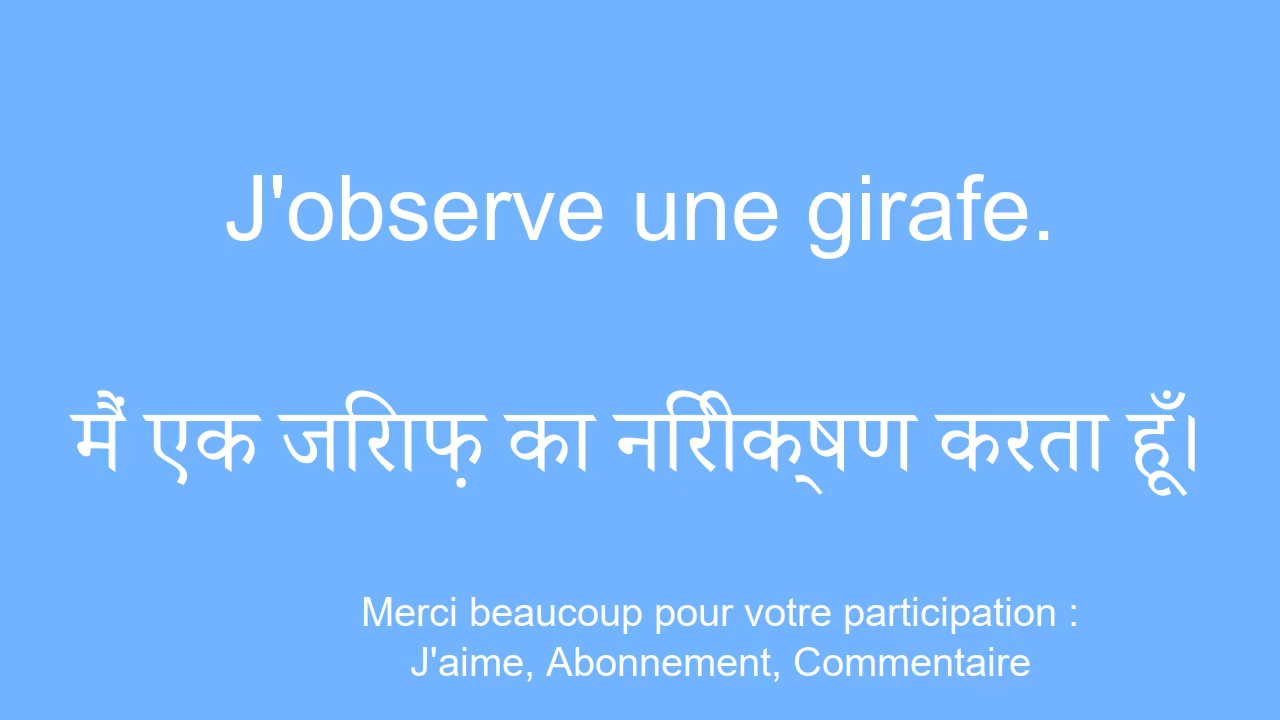 J'observe une girafe.
मैं एक जिराफ़ का निरीक्षण करता हूँ।
Merci beaucoup pour votre participation :
J'aime, Abonnement, Commentaire